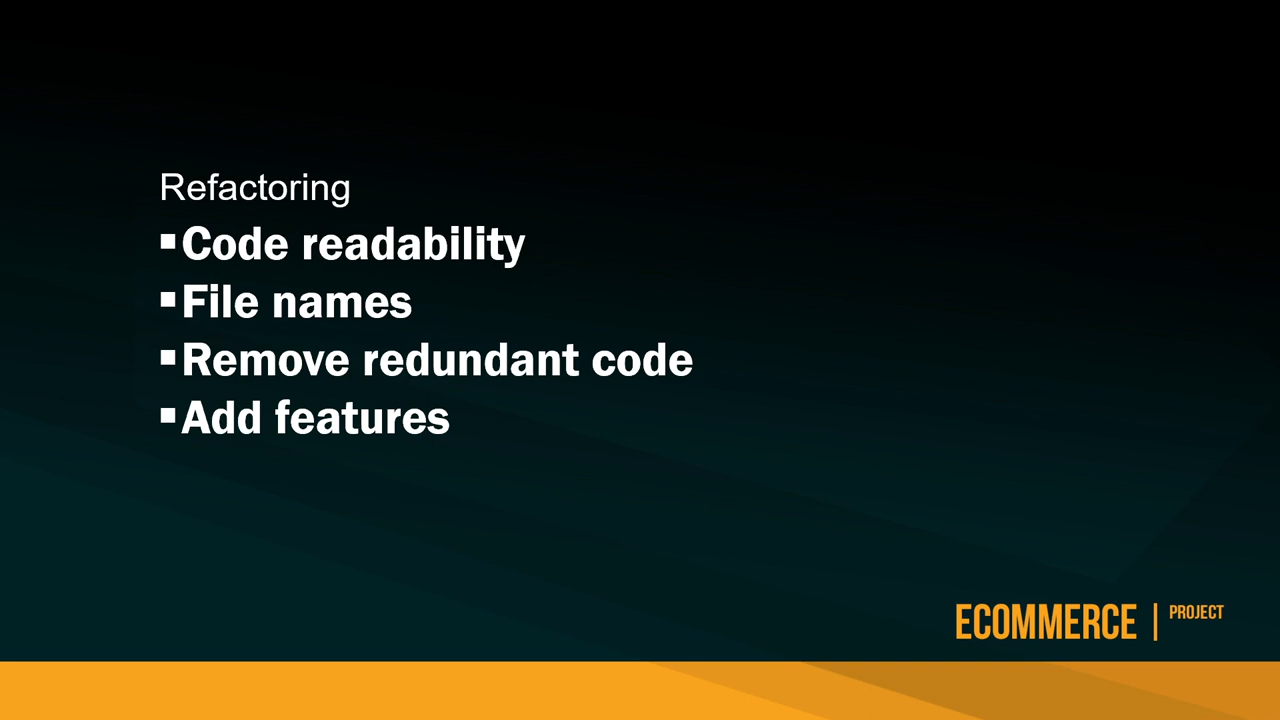 Refactoring
▪Code readability
▪File names
▪Remove redundant code
▪Add features
ECOMMERCE | PROJECT